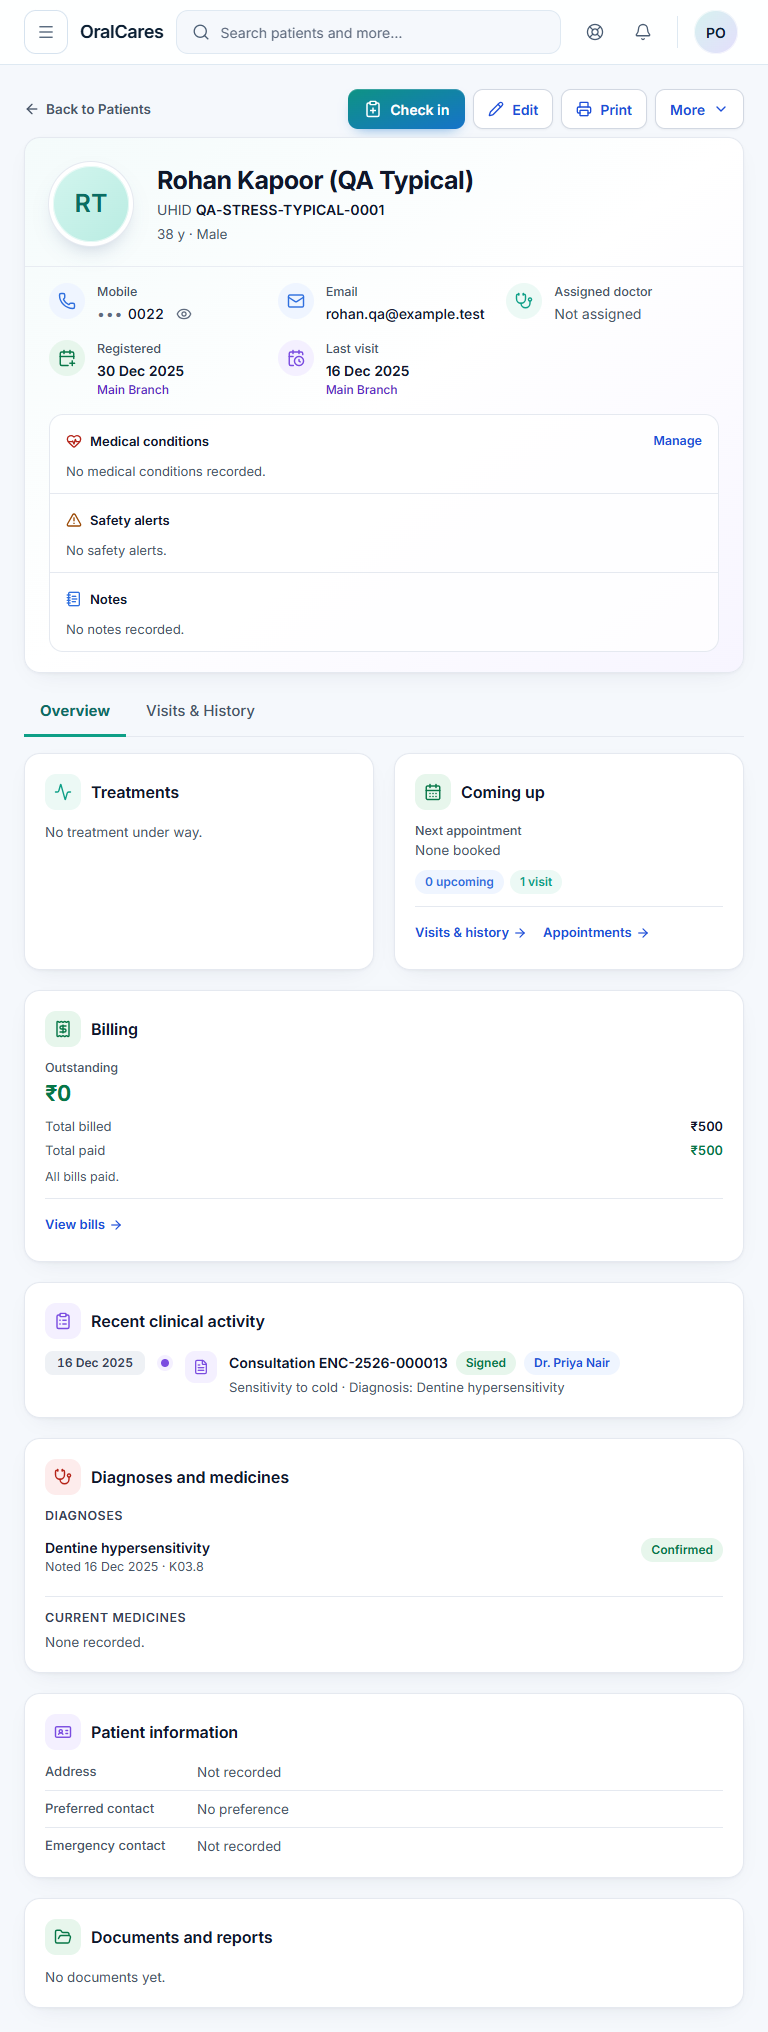 OralCares
Search patients and more...
PO
Back to Patients
Check in
Edit
Print
More
RT
Rohan Kapoor (QA Typical)
UHID QA-STRESS-TYPICAL-0001
38 y · Male
Mobile
••• 0022
Email
rohan.qa@example.test
Assigned doctor
Not assigned
Registered
30 Dec 2025
Main Branch
Last visit
16 Dec 2025
Main Branch
Medical conditions
Manage
No medical conditions recorded.
Safety alerts
No safety alerts.
Notes
No notes recorded.
Overview
Visits & History
Treatments
No treatment under way.
Coming up
Next appointment
None booked
0 upcoming
1 visit
Visits & history →
Appointments →
Billing
Outstanding
₹0
Total billed
₹500
Total paid
₹500
All bills paid.
View bills →
Recent clinical activity
16 Dec 2025
Consultation ENC-2526-000013
Signed
Dr. Priya Nair
Sensitivity to cold · Diagnosis: Dentine hypersensitivity
Diagnoses and medicines
DIAGNOSES
Dentine hypersensitivity
Confirmed
Noted 16 Dec 2025 · K03.8
CURRENT MEDICINES
None recorded.
Patient information
Address
Not recorded
Preferred contact
No preference
Emergency contact
Not recorded
Documents and reports
No documents yet.